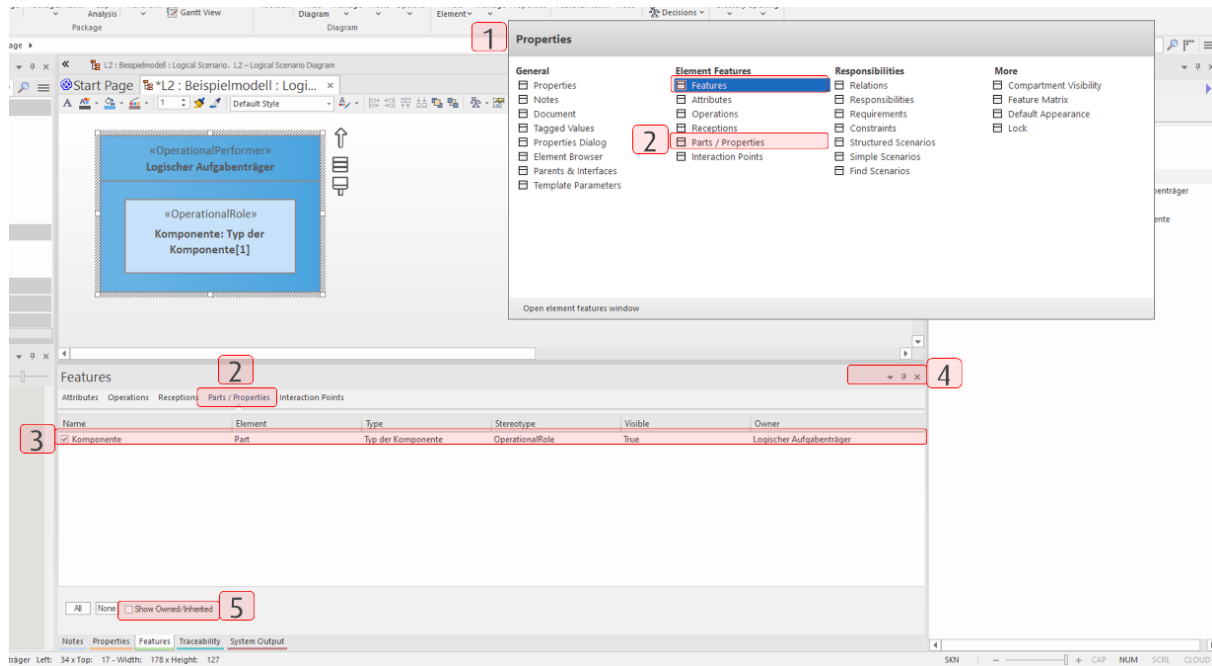 Analysis
Gantt View
Diagram
Element
Decisions
Package
Diagram
1
Properties
General
Properties
Notes
Document
Tagged Values
Properties Dialog
Element Browser
Parents & Interfaces
Template Parameters
Element Features
Features
Attributes
Operations
Receptions
2
Parts / Properties
Interaction Points
Responsibilities
Relations
Responsibilities
Requirements
Constraints
Structured Scenarios
Simple Scenarios
Find Scenarios
More
Compartment Visibility
Feature Matrix
Default Appearance
Lock
Open element features window
age
L2 : Beispielmodell : Logical Scenario. L2 – Logical Scenario Diagram
Start Page *L2 : Beispielmodell : Logi... ×
1 Default Style
«OperationalPerformer»
Logischer Aufgabenträger
«OperationalRole»
Komponente: Typ der
Komponente[1]
enträger
ente
Features
2
4
Attributes Operations Receptions Parts / Properties Interaction Points
Name Element Type Stereotype Visible Owner
3
Komponente Part Typ der Komponente OperationalRole True Logischer Aufgabenträger
All None Show Owned/Inherited
5
Notes Properties Features Traceability System Output
träger Left: 34 x Top: 17 - Width: 178 x Height: 127
SKN CAP NUM SCRL CLOUD